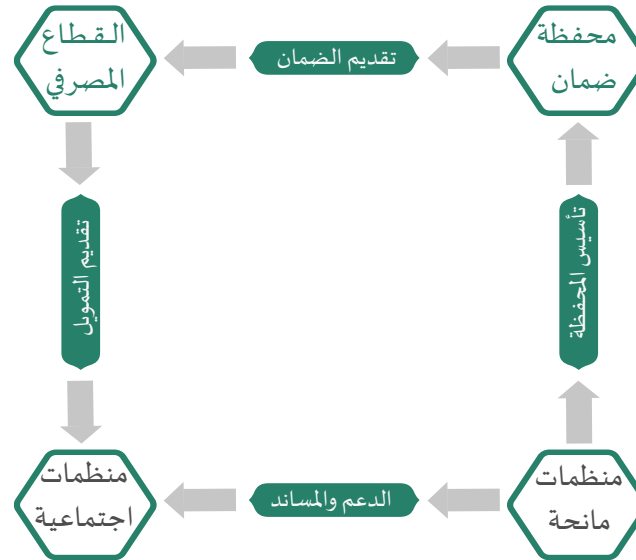 محفظة
ضمان
تقديم الضمان
القطاع
المصرفي
تأسيس المحفظة
تقديم التمويل
منظمات
مانحة
الدعم والمساند
منظمات
اجتماعية